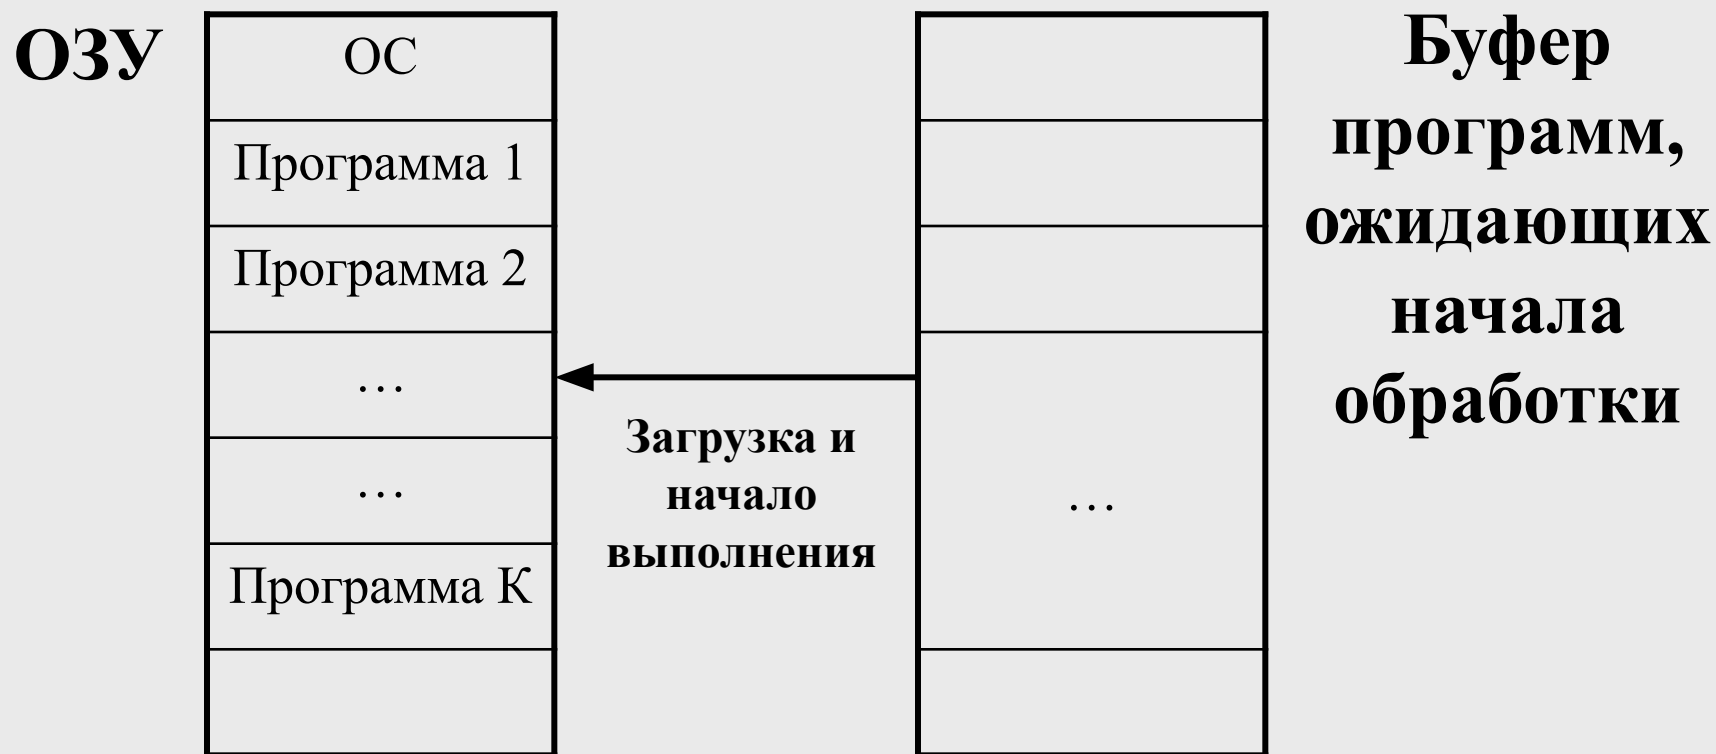 ОЗУ
ОС
Программа 1
Программа 2
…
…
Программа К
Загрузка и
начало
выполнения
…
Буфер
программ,
ожидающих
начала
обработки